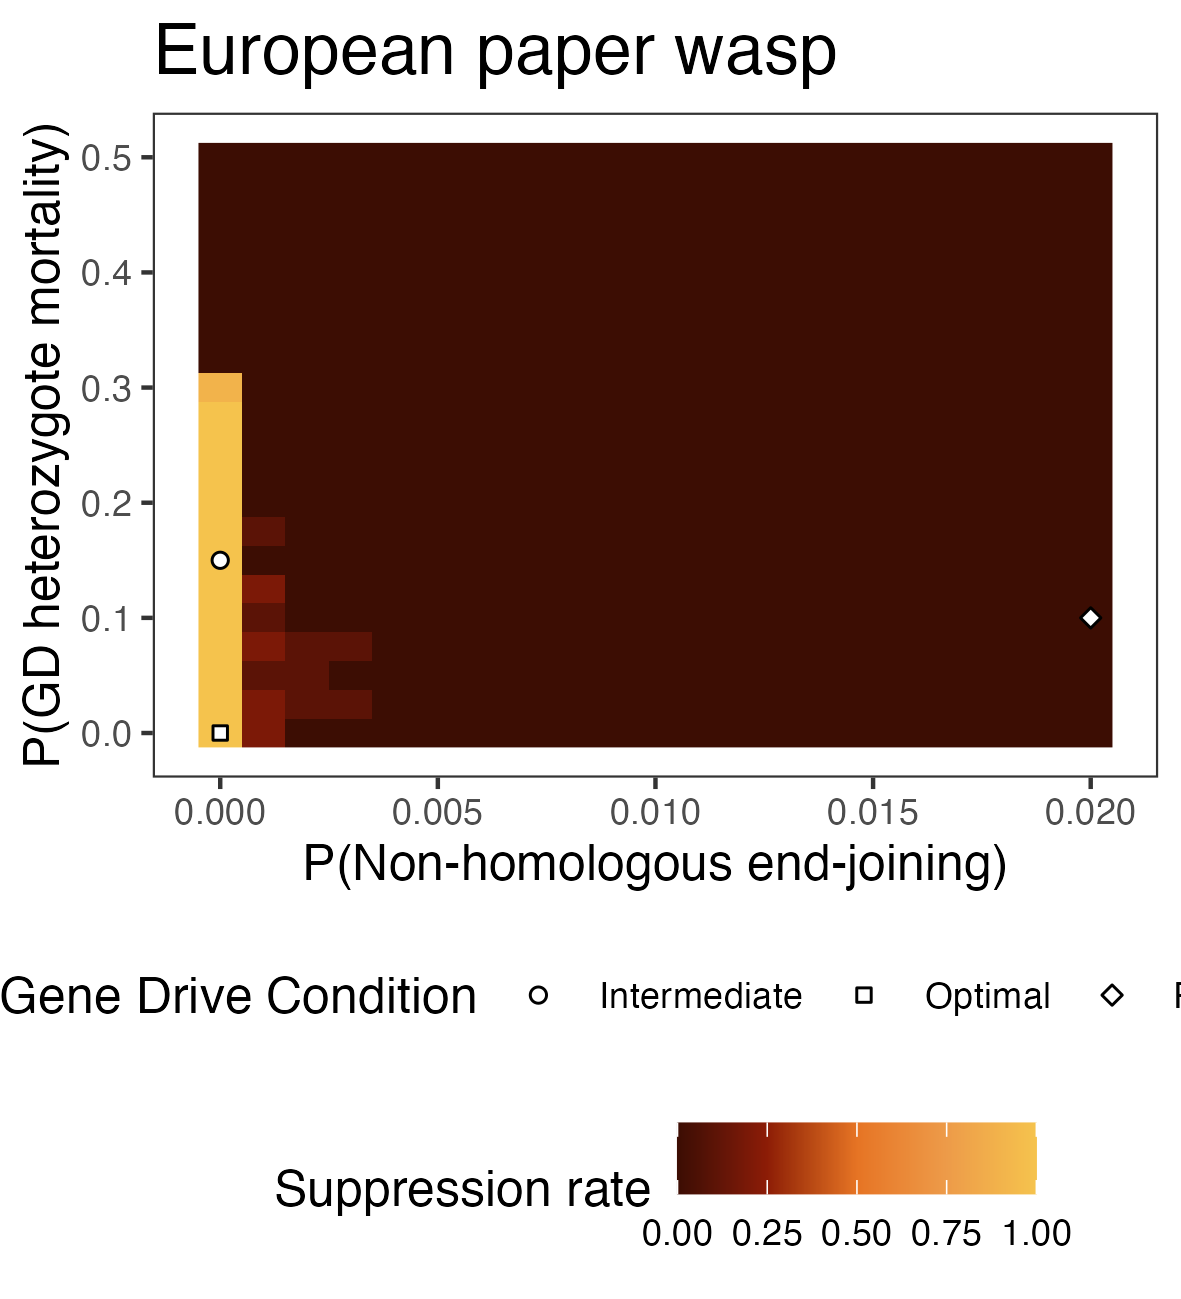 European paper wasp
P(GD heterozygote mortality)
0.5
0.4
0.3
0.2
0.1
0.0
0.000 0.005 0.010 0.015 0.020
P(Non-homologous end-joining)
Gene Drive Condition Intermediate Optimal
Suppression rate
0.00 0.25 0.50 0.75 1.00